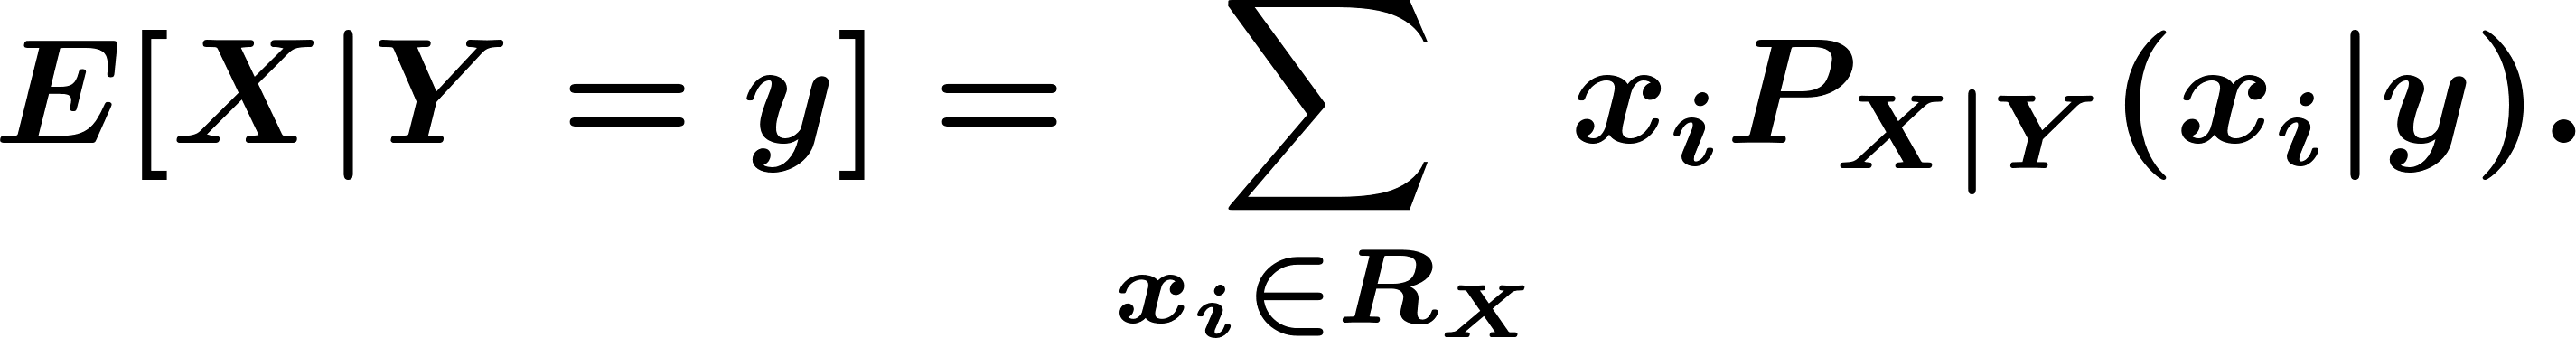 E[X|Y = y] = ∑_{x_i∈R_X} x_i P_{X|Y}(x_i|y).